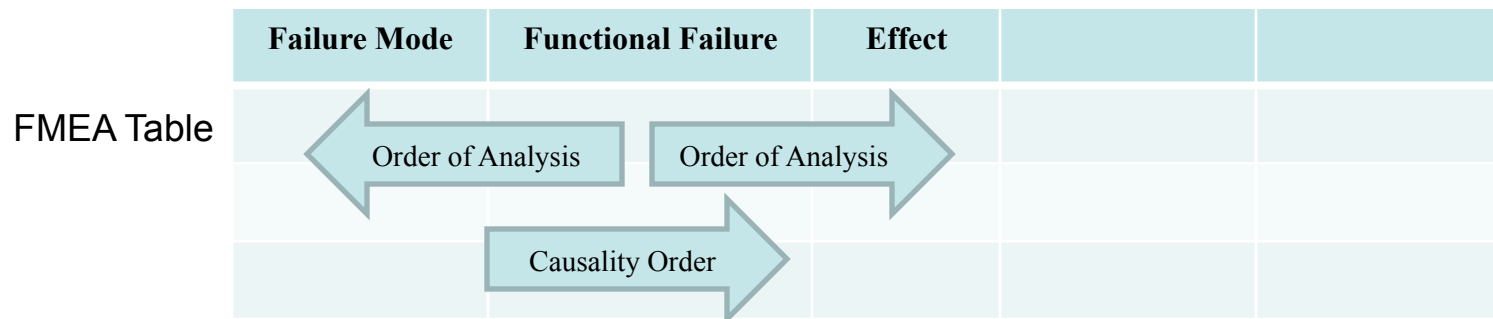 Failure Mode Functional Failure Effect
FMEA Table
Order of Analysis Order of Analysis
Causality Order